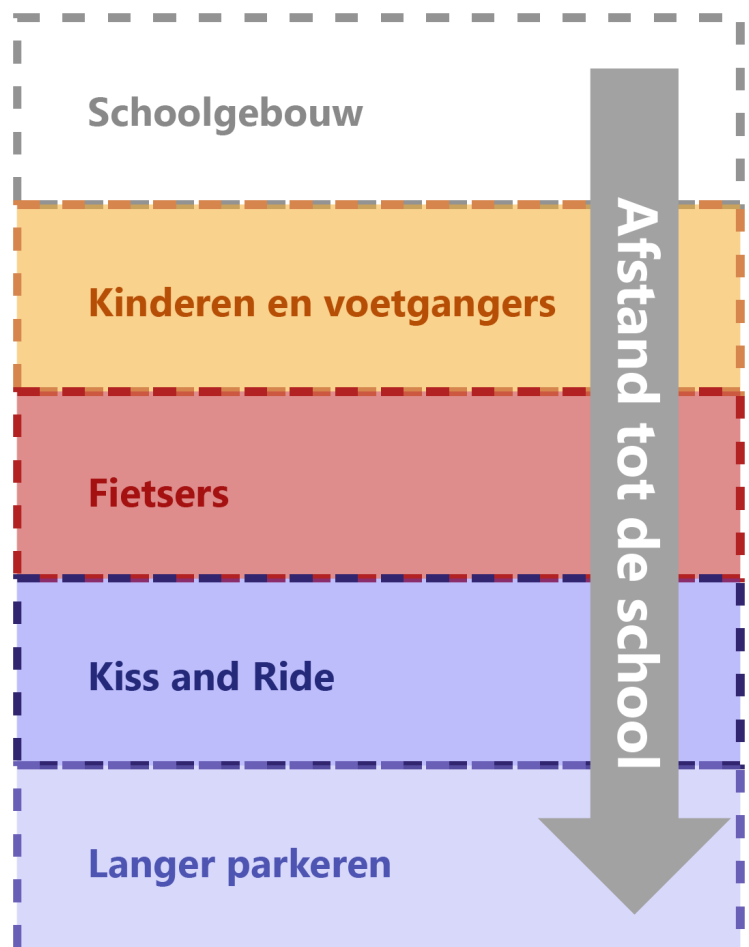 Schoolgebouw
Kinderen en voetgangers
Fietsers
Kiss and Ride
Langer parkeren
Afstand tot de school